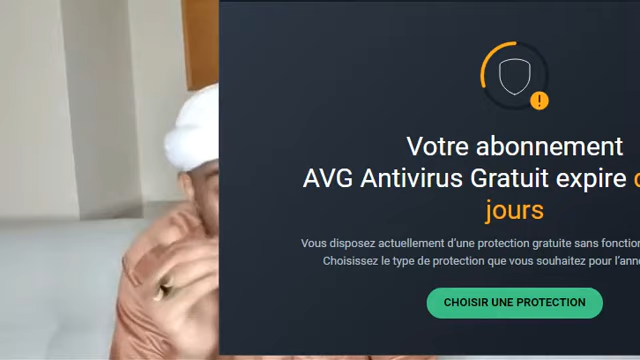 Votre abonnement
AVG Antivirus Gratuit expire
jours
Vous disposez actuellement d'une protection gratuite sans
Choisissez le type de protection que vous souhaitez pour
CHOISIR UNE PROTECTION